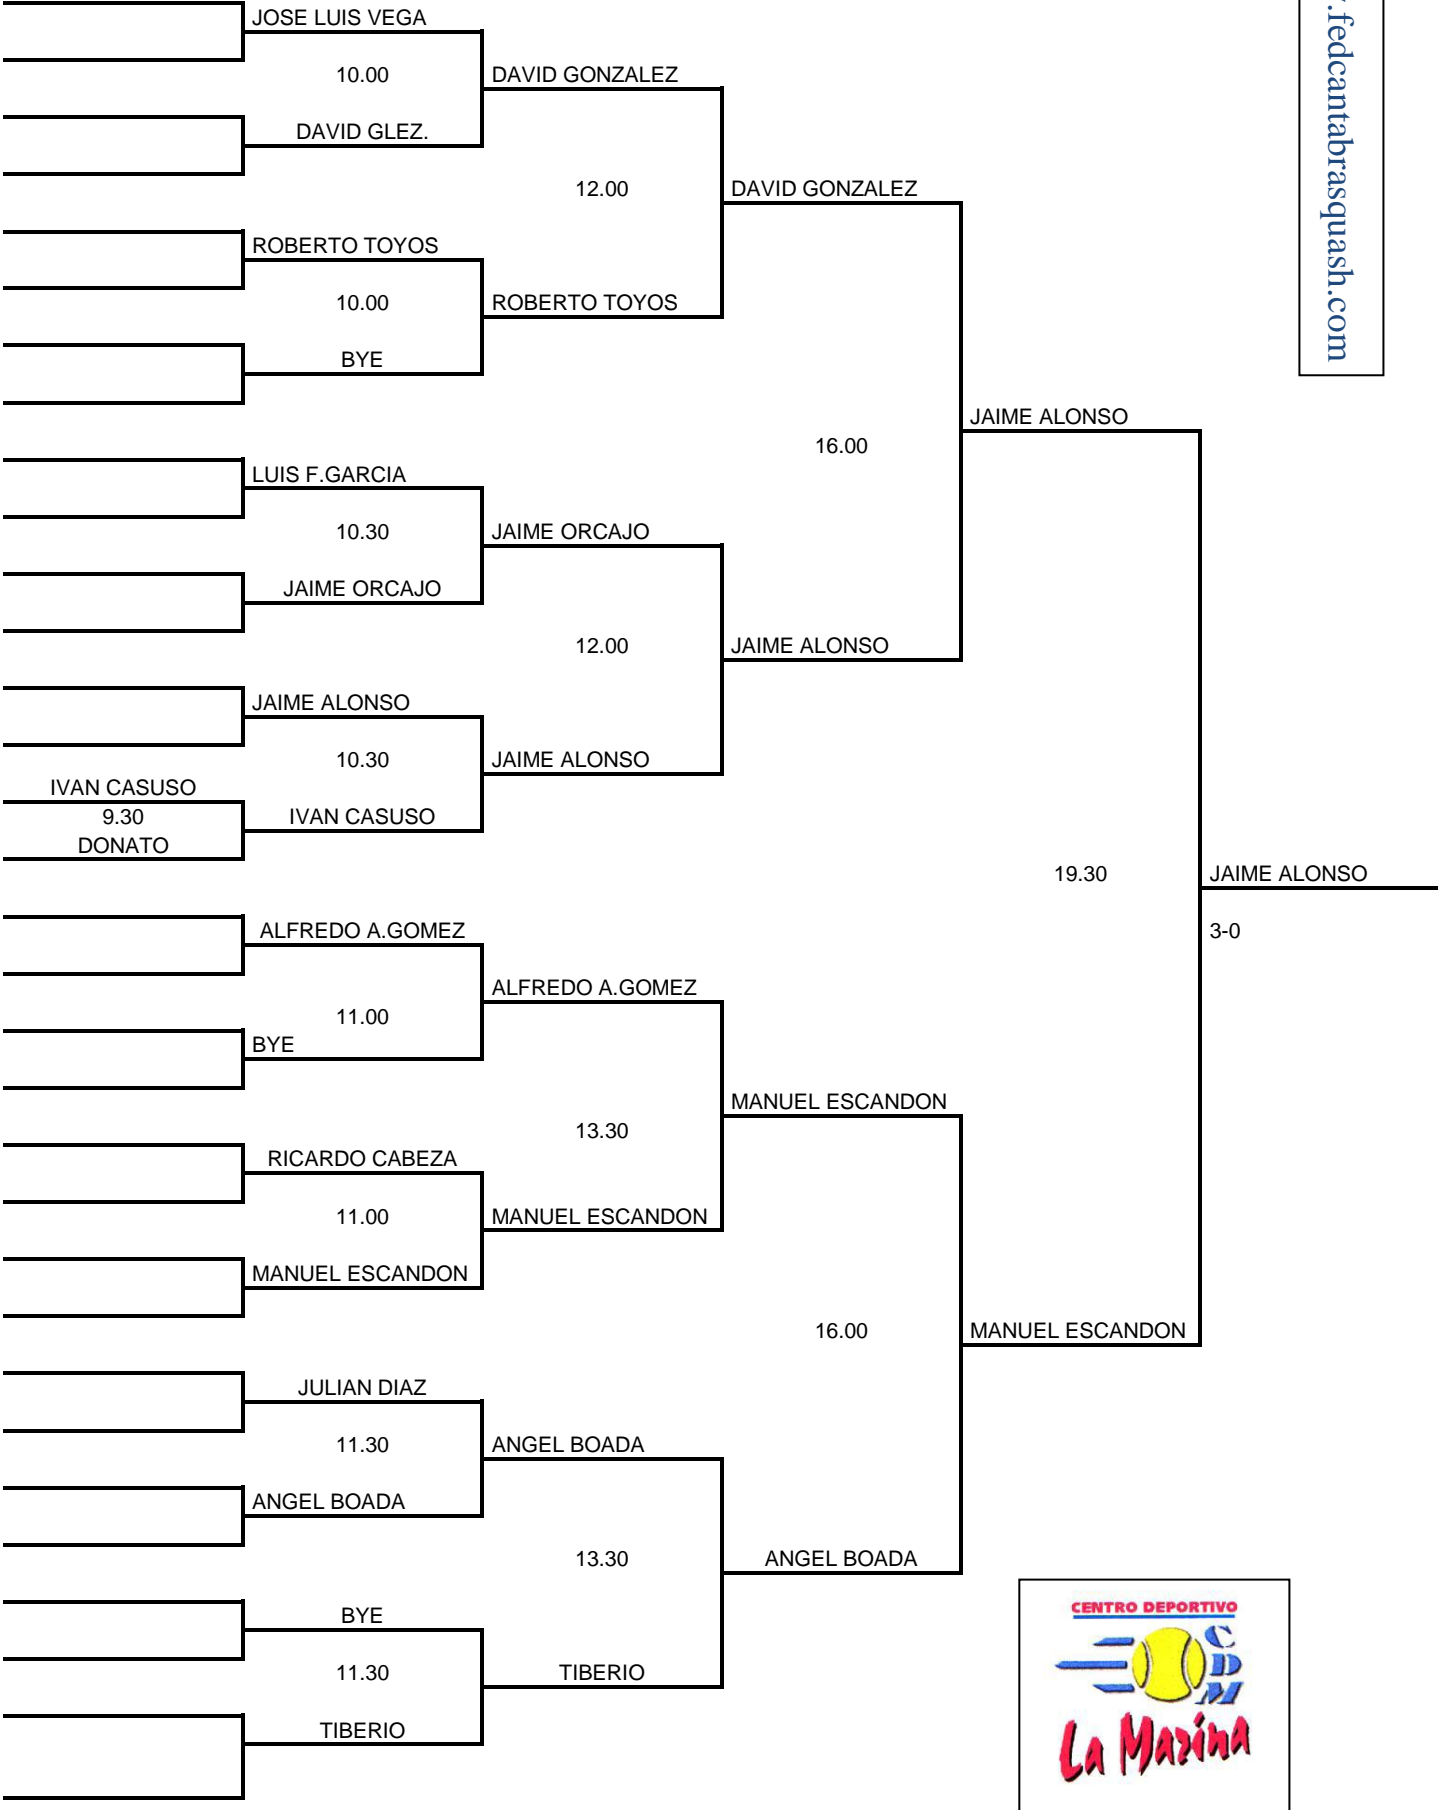 JOSE LUIS VEGA
10.00
DAVID GONZALEZ
DAVID GLEZ.
12.00
DAVID GONZALEZ
ROBERTO TOYOS
10.00
ROBERTO TOYOS
BYE
16.00
JAIME ALONSO
LUIS F.GARCIA
10.30
JAIME ORCAJO
JAIME ORCAJO
12.00
JAIME ALONSO
JAIME ALONSO
10.30
JAIME ALONSO
IVAN CASUSO
9.30
DONATO
IVAN CASUSO
19.30
JAIME ALONSO
3-0
ALFREDO A.GOMEZ
11.00
ALFREDO A.GOMEZ
BYE
13.30
MANUEL ESCANDON
RICARDO CABEZA
11.00
MANUEL ESCANDON
MANUEL ESCANDON
16.00
MANUEL ESCANDON
JULIAN DIAZ
11.30
ANGEL BOADA
ANGEL BOADA
13.30
ANGEL BOADA
BYE
11.30
TIBERIO
TIBERIO
.fedcantabrasquash.com
CENTRO DEPORTIVO
CDM
La Marina